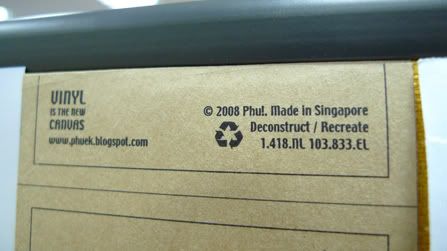 VINYL
IS THE NEW
CANVAS
www.phuek.blogspot.com
© 2008 Phu!. Made in Singapore
Deconstruct / Recreate
1.418.NL 103.833.EL